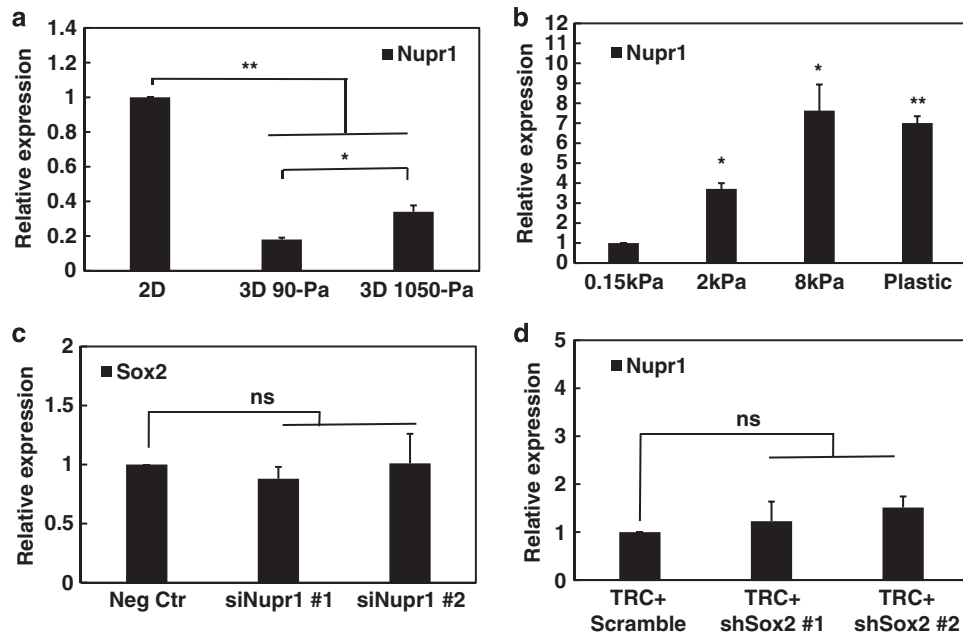 a
1.4
1.2
1
0.8
0.6
0.4
0.2
0
Relative expression
Nupr1
**
*
2D 3D 90-Pa 3D 1050-Pa
b
12
11
10
9
8
7
6
5
4
3
2
1
0
Relative expression
Nupr1
*
*
**
0.15kPa 2kPa 8kPa Plastic
c
2
1.5
1
0.5
0
Relative expression
Sox2
ns
Neg Ctr siNupr1 #1 siNupr1 #2
d
5
4
3
2
1
0
Relative expression
Nupr1
ns
TRC+ TRC+ TRC+
Scramble shSox2 #1 shSox2 #2